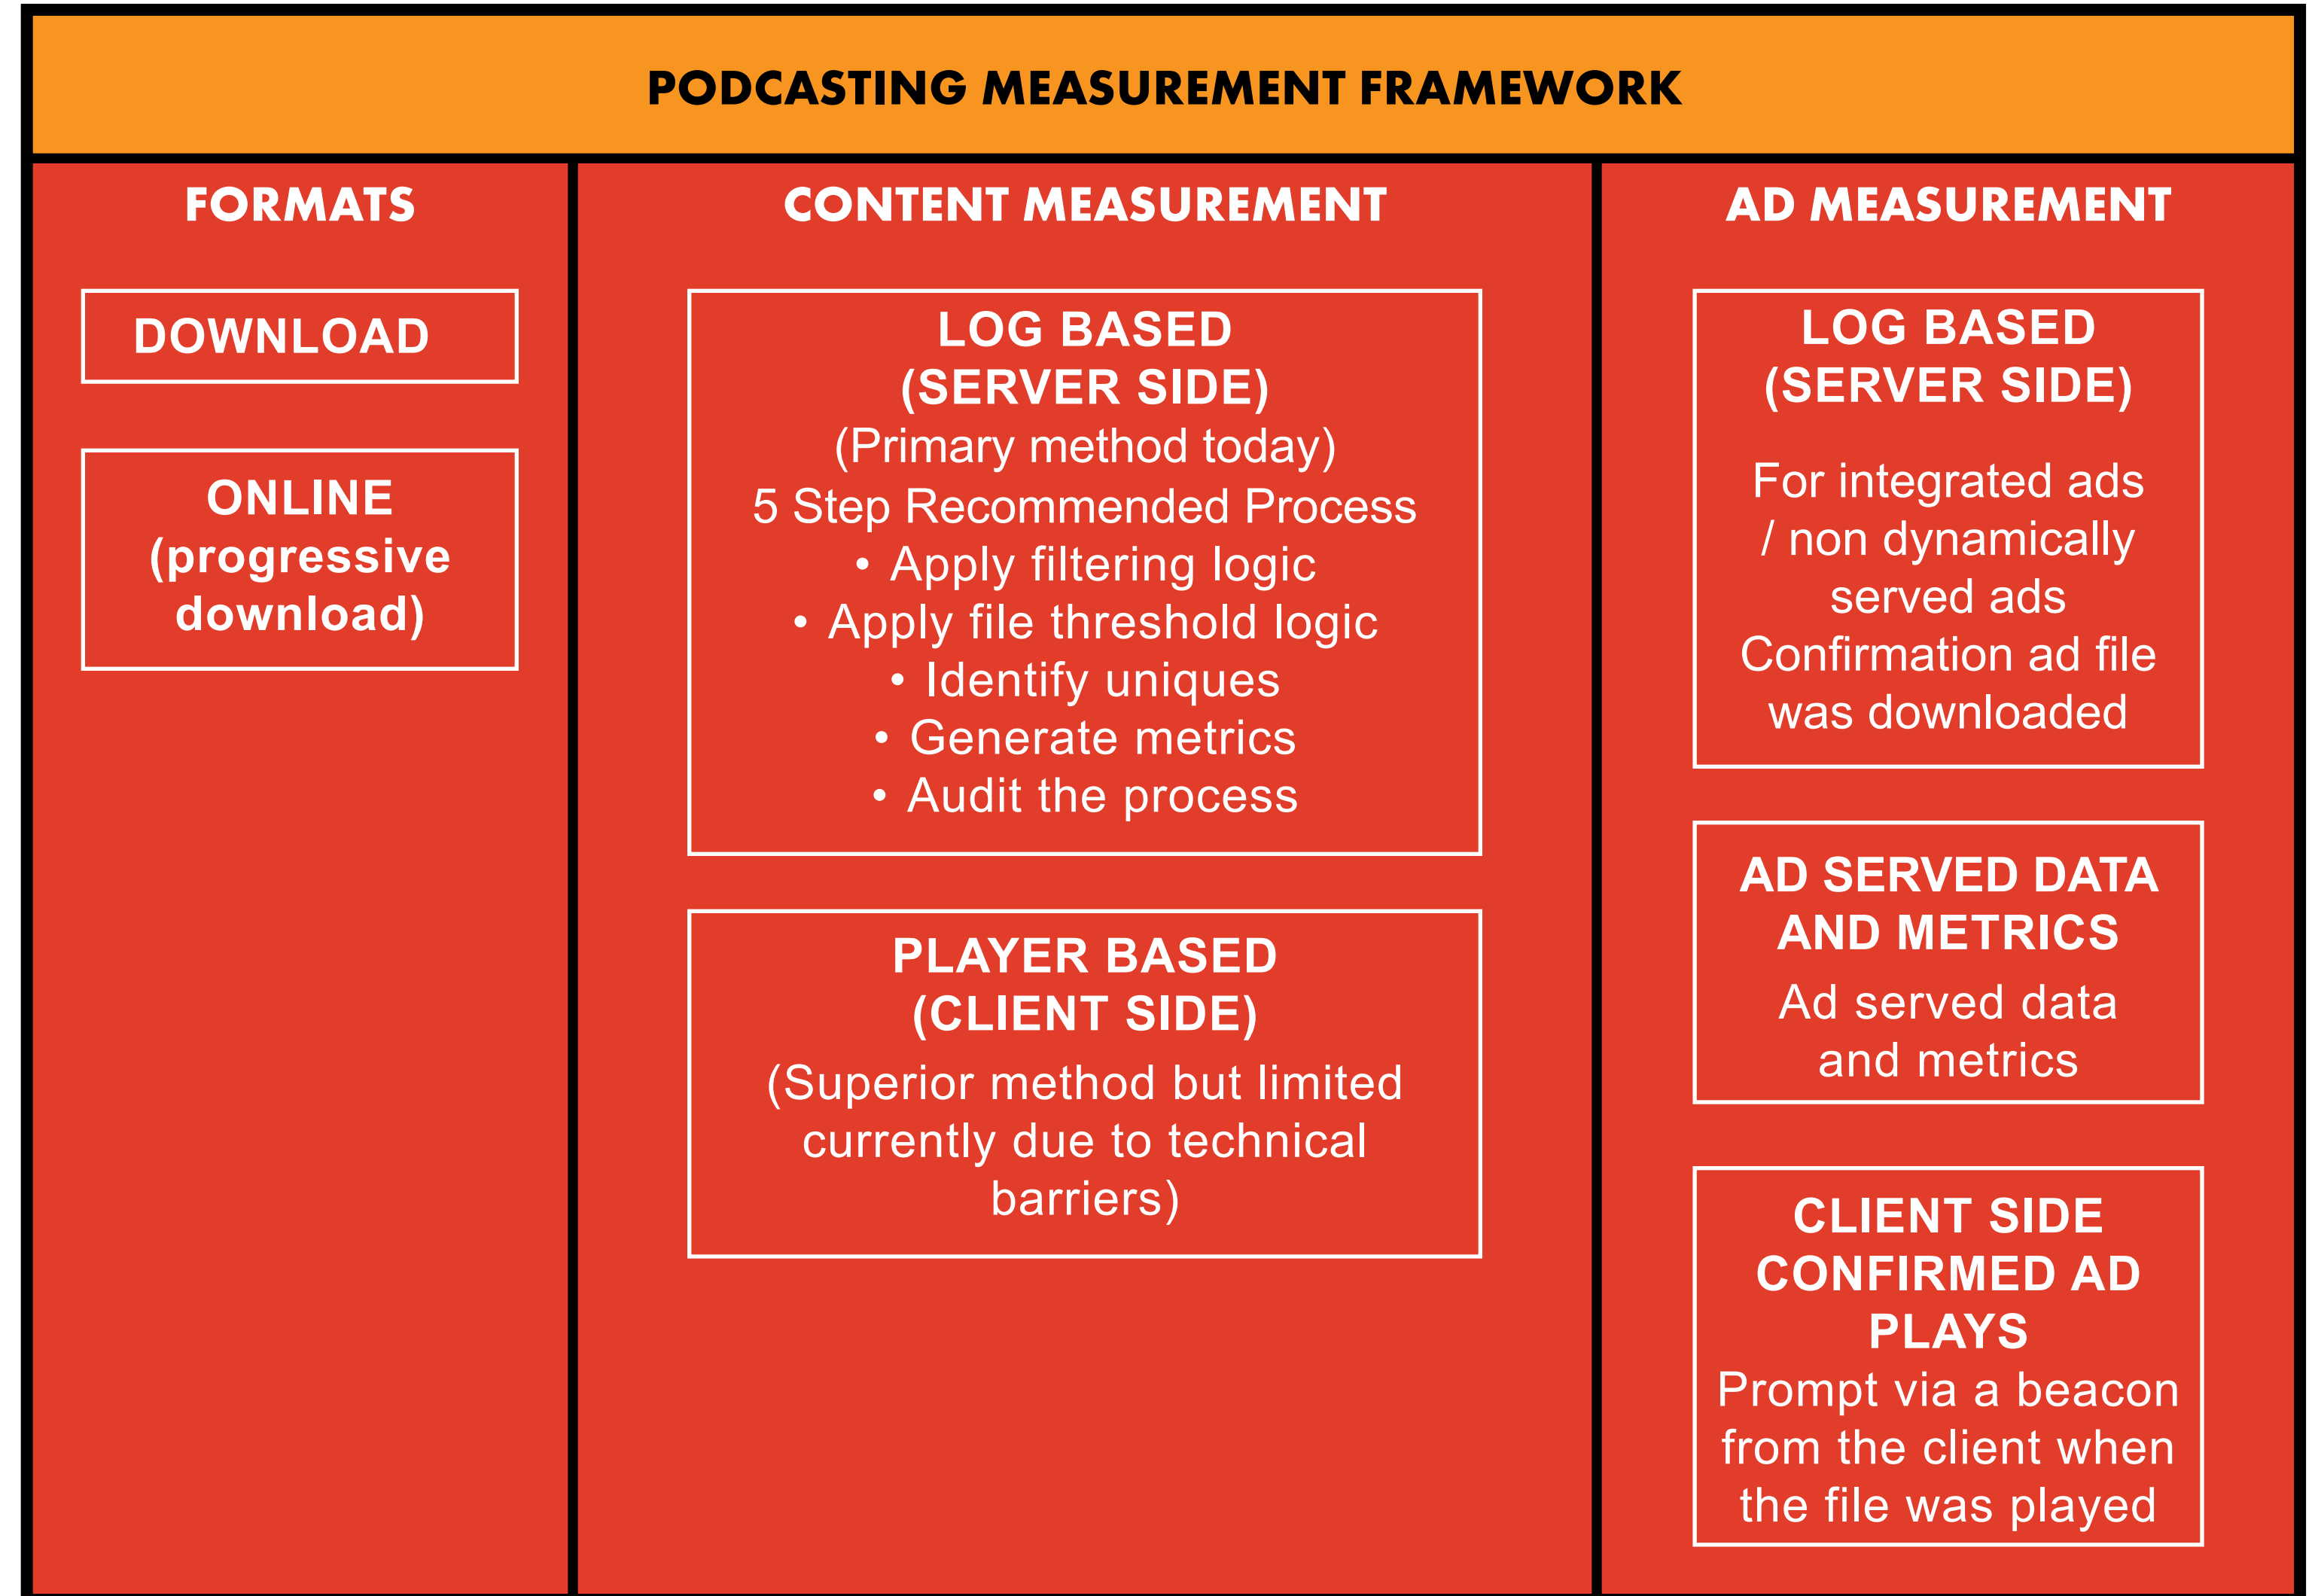 PODCASTING MEASUREMENT FRAMEWORK
FORMATS
DOWNLOAD
ONLINE
(progressive
download)
CONTENT MEASUREMENT
LOG BASED
(SERVER SIDE)
(Primary method today)
5 Step Recommended Process
• Apply filtering logic
• Apply file threshold logic
• Identify uniques
• Generate metrics
• Audit the process
PLAYER BASED
(CLIENT SIDE)
(Superior method but limited
currently due to technical
barriers)
AD MEASUREMENT
LOG BASED
(SERVER SIDE)
For integrated ads
/ non dynamically
served ads
Confirmation ad file
was downloaded
AD SERVED DATA
AND METRICS
Ad served data
and metrics
CLIENT SIDE
CONFIRMED AD
PLAYS
Prompt via a beacon
from the client when
the file was played